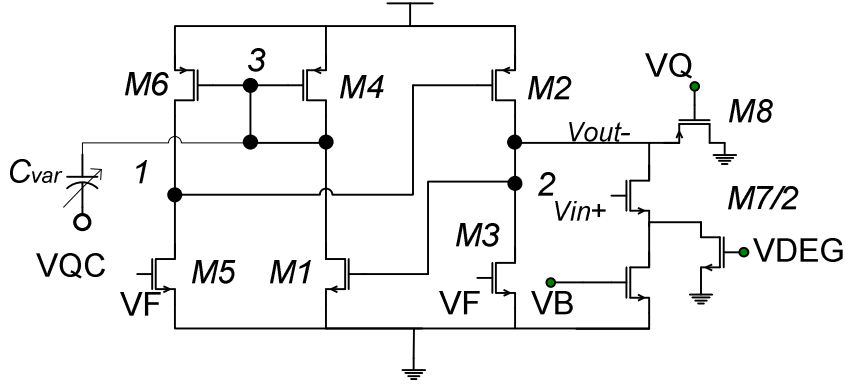 3
VQ
M6
M4
M2
M8
Vout-
Cvar
1
2
Vin+
M7/2
M3
VQC
M5
M1
VDEG
VF
VF
VB